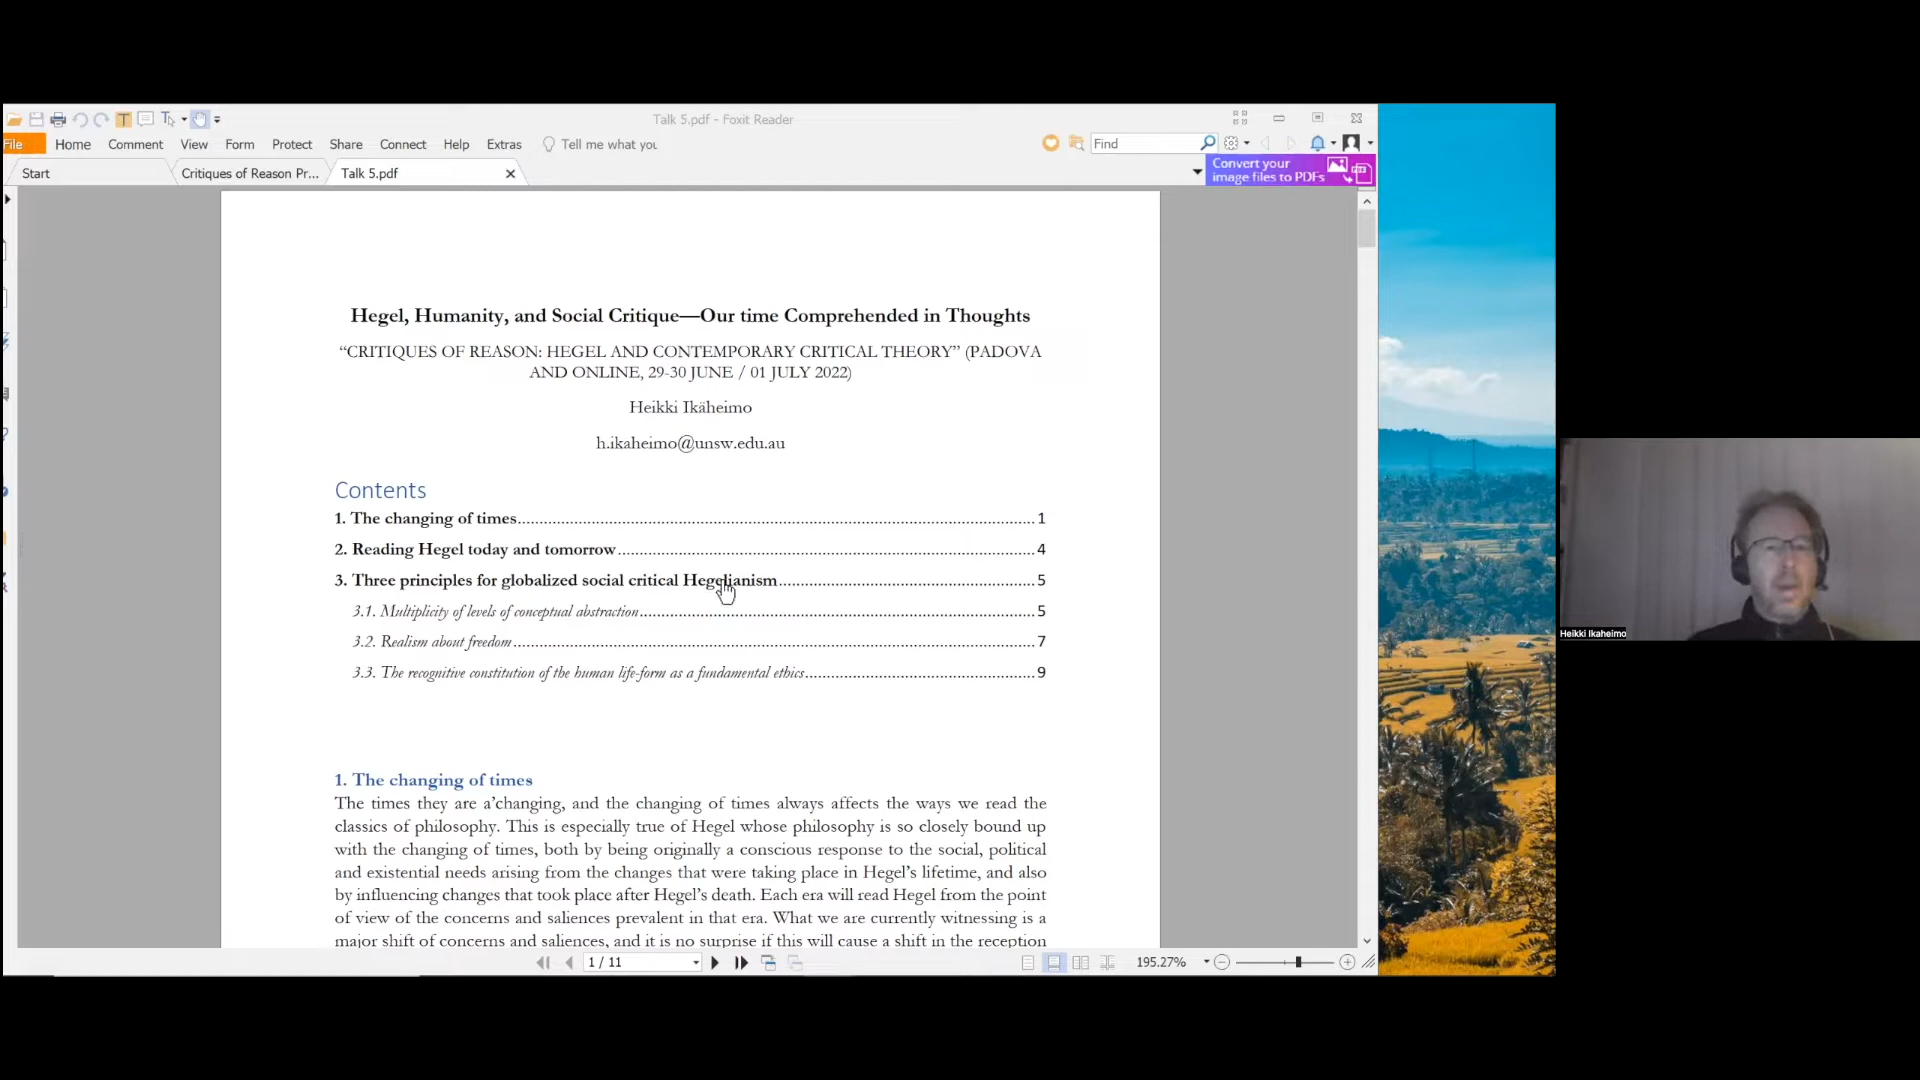 Talk 5.pdf - Foxit Reader
File Home Comment View Form Protect Share Connect Help Extras Tell me what you Find
Start Critiques of Reason Pr... Talk 5.pdf
Convert your
image files to PDFs
Hegel, Humanity, and Social Critique—Our time Comprehended in Thoughts
“CRITIQUES OF REASON: HEGEL AND CONTEMPORARY CRITICAL THEORY” (PADOVA
AND ONLINE, 29-30 JUNE / 01 JULY 2022)
Heikki Ikäheimo
h.ikaheimo@unsw.edu.au
Contents
1. The changing of times 1
2. Reading Hegel today and tomorrow 4
3. Three principles for globalized social critical Hegelianism 5
3.1. Multiplicity of levels of conceptual abstraction 5
3.2. Realism about freedom 7
3.3. The recognitive constitution of the human life-form as a fundamental ethics 9
1. The changing of times
The times they are a’changing, and the changing of times always affects the ways we read the
classics of philosophy. This is especially true of Hegel whose philosophy is so closely bound up
with the changing of times, both by being originally a conscious response to the social, political
and existential needs arising from the changes that were taking place in Hegel’s lifetime, and also
by influencing changes that took place after Hegel’s death. Each era will read Hegel from the point
of view of the concerns and saliences prevalent in that era. What we are currently witnessing is a
major shift of concerns and saliences, and it is no surprise if this will cause a shift in the reception
1 / 11
195.27%
Heikki Ikaheimo